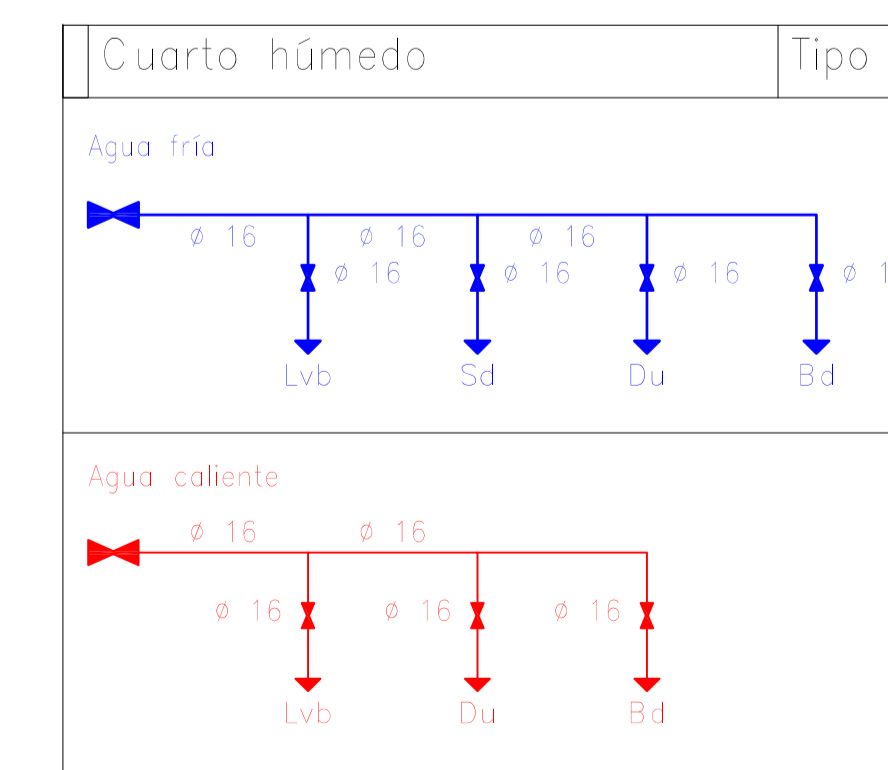 Cuarto húmedo Tipo
Agua fría
ø 16 ø 16 ø 16
ø 16 ø 16 ø 16 ø
Lvb Sd Du Bd
Agua caliente
ø 16 ø 16
ø 16 ø 16 ø 16
Lvb Du Bd